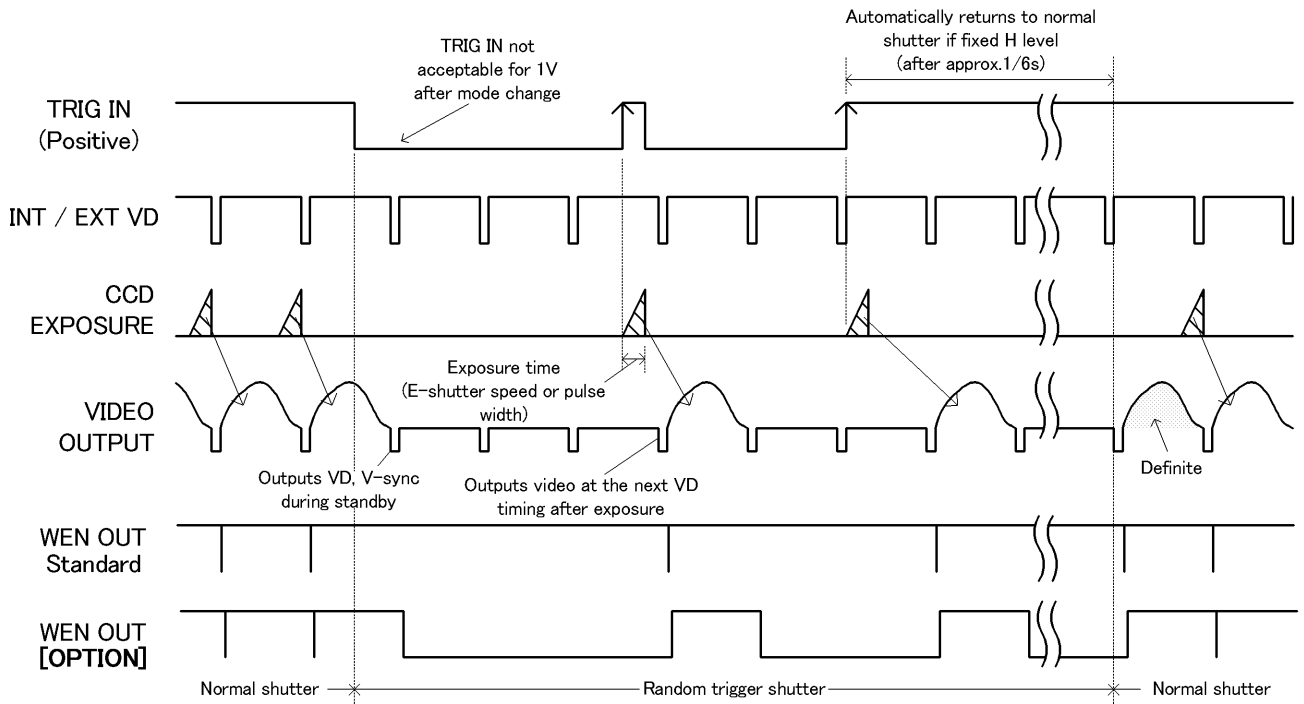 Automatically returns to normal
shutter if fixed H level
(after approx.1/6s)
TRIG IN not
acceptable for 1V
after mode change
TRIG IN
(Positive)
INT / EXT VD
CCD
EXPOSURE
Exposure time
(E-shutter speed or pulse
width)
VIDEO
OUTPUT
Outputs VD, V-sync
during standby
Outputs video at the next VD
timing after exposure
Definite
WEN OUT
Standard
WEN OUT
[OPTION]
Normal shutter
Random trigger shutter
Normal shutter